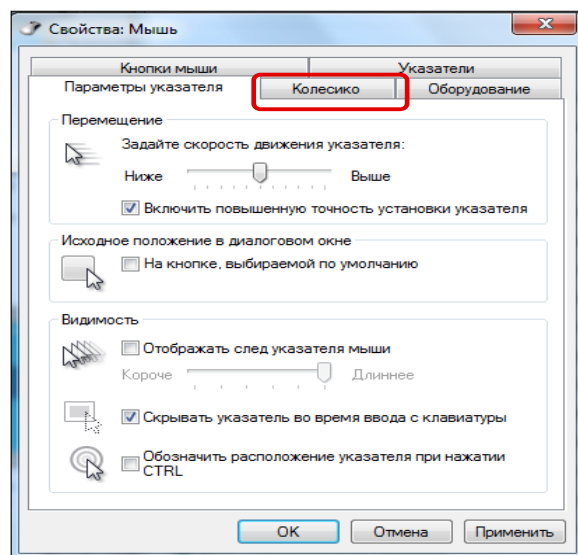 Свойства: Мышь
Кнопки мыши
Указатели
Параметры указателя
Колесико
Оборудование
Перемещение
Задайте скорость движения указателя:
Ниже
Выше
Включить повышенную точность установки указателя
Исходное положение в диалоговом окне
На кнопке, выбираемой по умолчанию
Видимость
Отображать след указателя мыши
Короче
Длиннее
Скрывать указатель во время ввода с клавиатуры
Обозначить расположение указателя при нажатии
CTRL
OK
Отмена
Применить